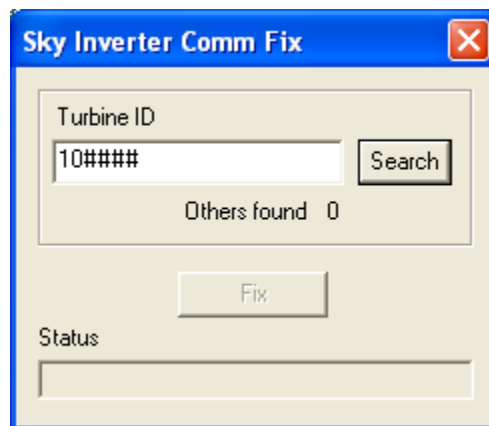 Sky Inverter Comm Fix
Turbine ID
10####
Search
Others found 0
Fix
Status